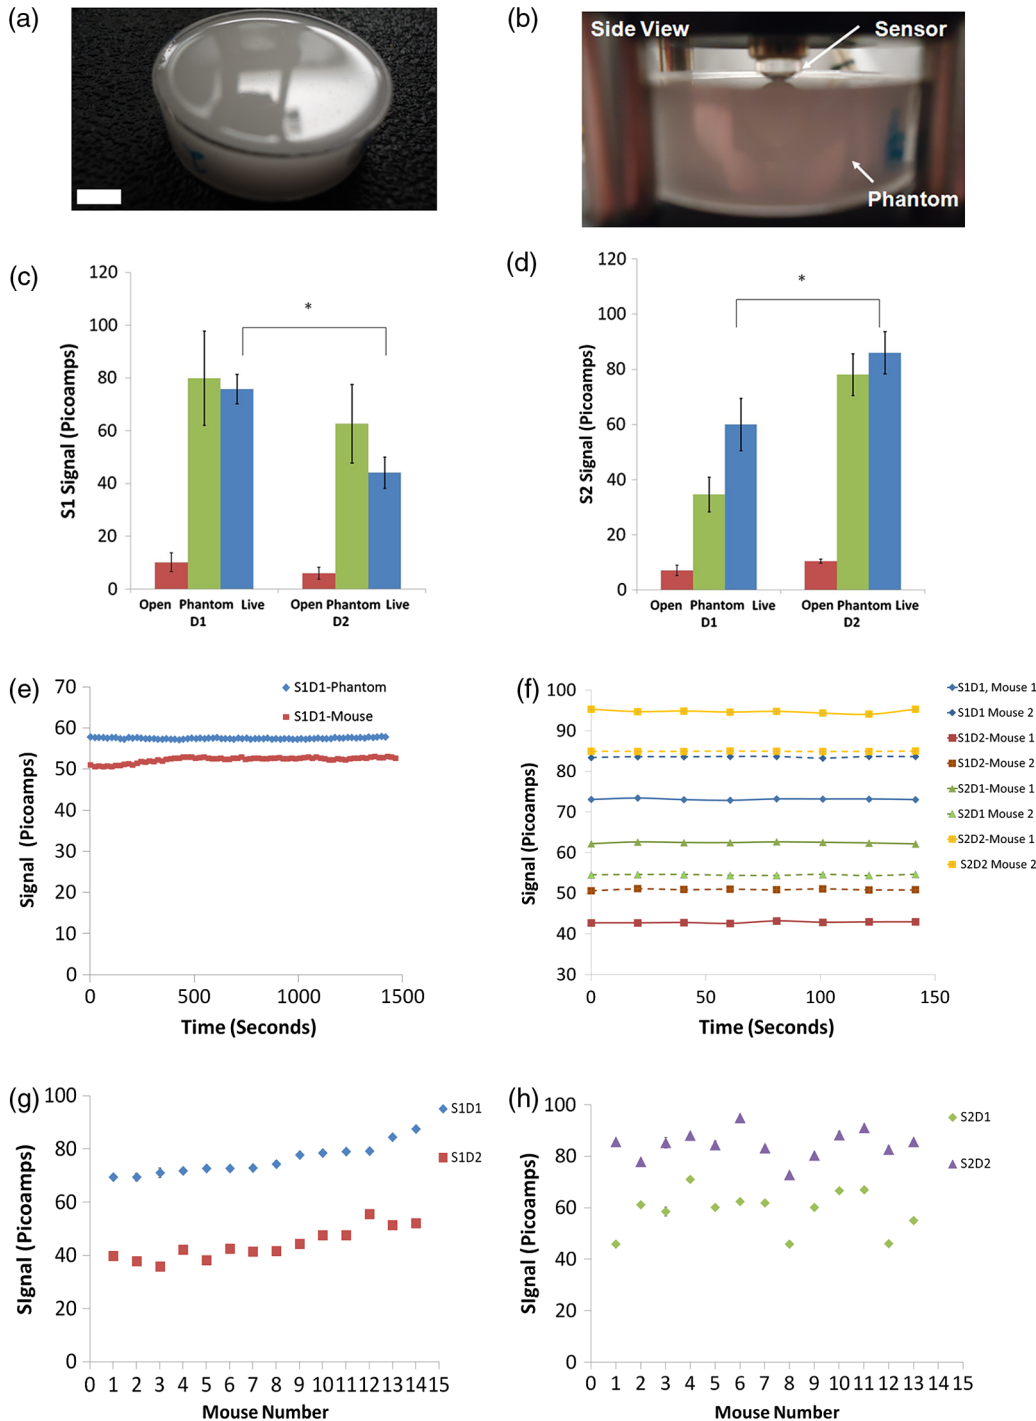 (a)
(b)
Side View
Sensor
Phantom
(c)
S1 Signal (Picoamps)
120
100
80
60
40
20
0
*
Open Phantom Live
D1
Open Phantom Live
D2
(d)
S2 Signal (Picoamps)
120
100
80
60
40
20
0
*
Open Phantom Live
D1
Open Phantom Live
D2
(e)
Signal (Picoamps)
70
60
50
40
30
20
10
0
S1D1-Phantom
S1D1-Mouse
0 500 1000 1500
Time (Seconds)
(f)
Signal (Picoamps)
100
90
80
70
60
50
40
30
0 50 100 150
Time (Seconds)
S1D1, Mouse 1
S1D1 Mouse 2
S1D2-Mouse 1
S1D2-Mouse 2
S2D1-Mouse 1
S2D1 Mouse 2
S2D2-Mouse 1
S2D2 Mouse 2
(g)
SIgnal (Picoamps)
100
80
60
40
20
0
S1D1
S1D2
0 1 2 3 4 5 6 7 8 9 10 11 12 13 14 15
Mouse Number
(h)
SIgnal (Picoamps)
100
80
60
40
20
0
S2D1
S2D2
0 1 2 3 4 5 6 7 8 9 10 11 12 13 14 15
Mouse Number